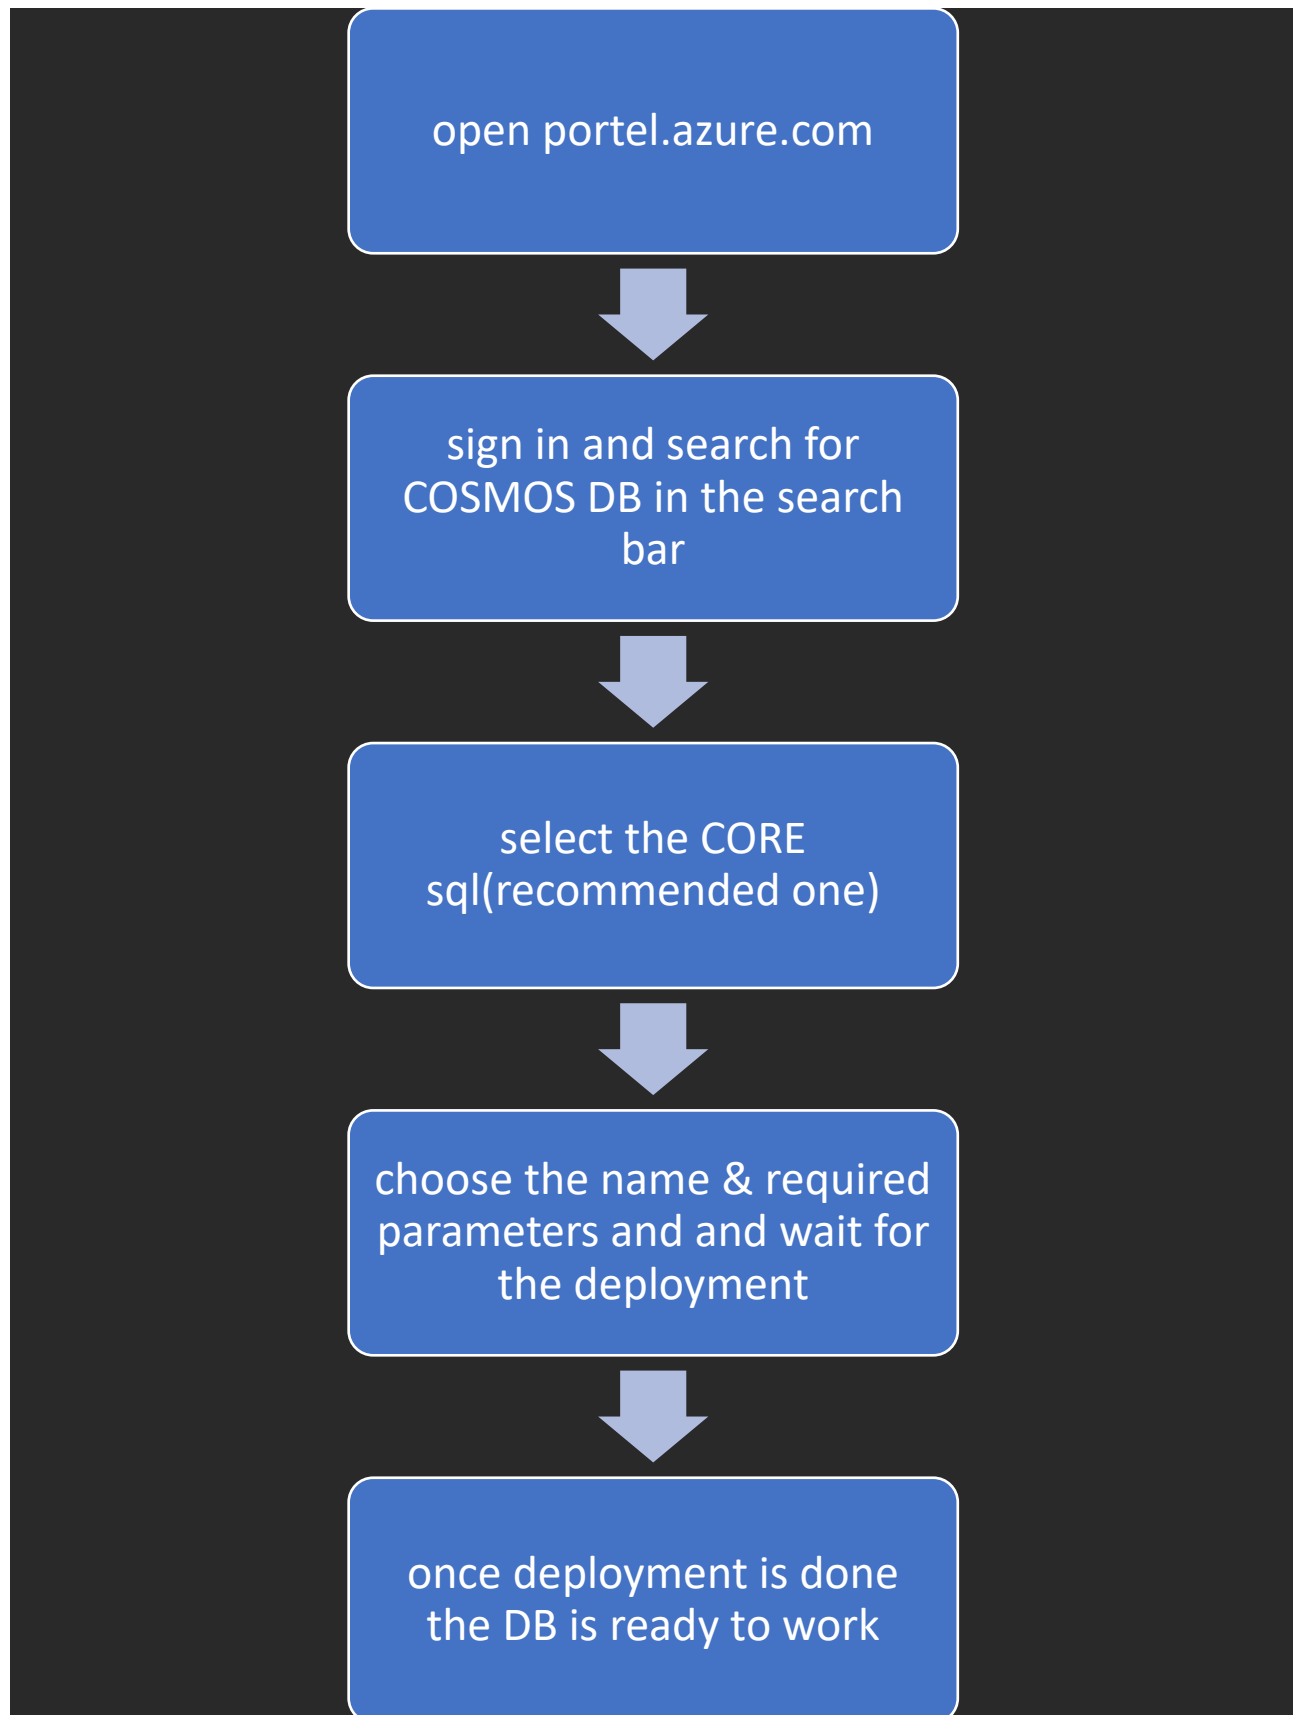 open portel.azure.com
sign in and search for
COSMOS DB in the search
bar
select the CORE
sql(recommended one)
choose the name & required
parameters and and wait for
the deployment
once deployment is done
the DB is ready to work